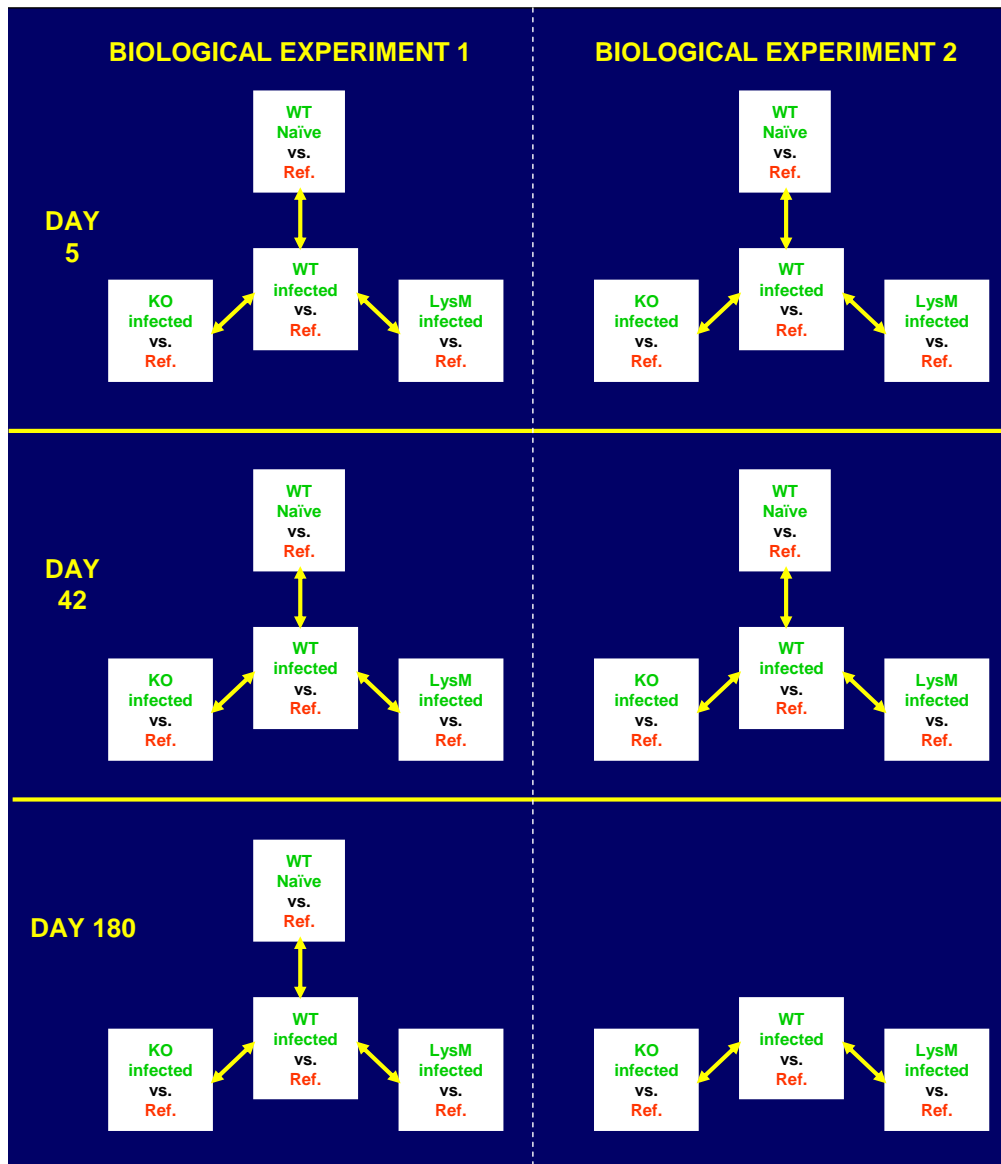 BIOLOGICAL EXPERIMENT 1
BIOLOGICAL EXPERIMENT 2
DAY
5
WT
Naïve
vs.
Ref.
WT
infected
vs.
Ref.
KO
infected
vs.
Ref.
LysM
infected
vs.
Ref.
WT
Naïve
vs.
Ref.
WT
infected
vs.
Ref.
KO
infected
vs.
Ref.
LysM
infected
vs.
Ref.
DAY
42
WT
Naïve
vs.
Ref.
WT
infected
vs.
Ref.
KO
infected
vs.
Ref.
LysM
infected
vs.
Ref.
WT
Naïve
vs.
Ref.
WT
infected
vs.
Ref.
KO
infected
vs.
Ref.
LysM
infected
vs.
Ref.
DAY 180
WT
Naïve
vs.
Ref.
WT
infected
vs.
Ref.
KO
infected
vs.
Ref.
LysM
infected
vs.
Ref.
WT
infected
vs.
Ref.
KO
infected
vs.
Ref.
LysM
infected
vs.
Ref.